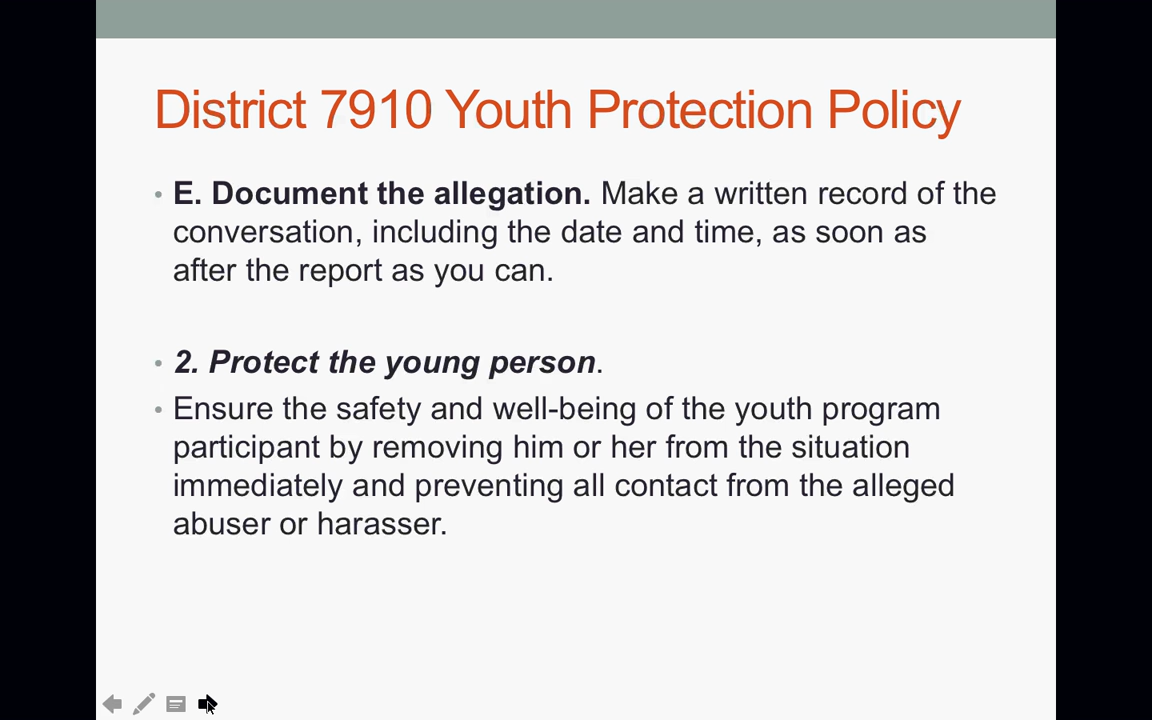 District 7910 Youth Protection Policy
• E. Document the allegation. Make a written record of the
conversation, including the date and time, as soon as
after the report as you can.
• 2. Protect the young person.
• Ensure the safety and well-being of the youth program
participant by removing him or her from the situation
immediately and preventing all contact from the alleged
abuser or harasser.